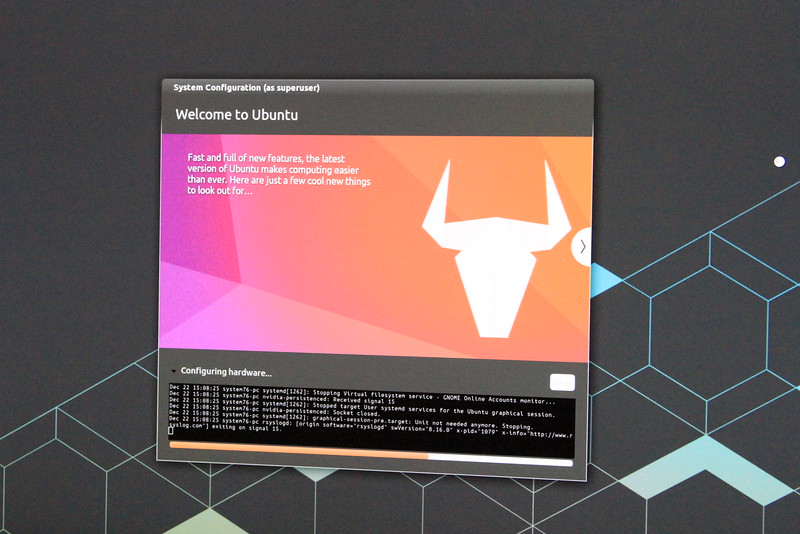 System Configuration (as superuser)
Welcome to Ubuntu
Fast and full of new features, the latest
version of Ubuntu makes computing easier
than ever. Here are just a few cool new things
to look out for...
Configuring hardware...
Dec 22 15:08:25 system76-pc systemd[1262]: Stopping Virtual filesystem service - GNOME Online Accounts monitor...
Dec 22 15:08:25 system76-pc nvidia-persistenced: Received signal 15
Dec 22 15:08:25 system76-pc systemd[1262]: Stopped target User systemd services for the Ubuntu graphical session.
Dec 22 15:08:25 system76-pc nvidia-persistenced: Socket closed.
Dec 22 15:08:25 system76-pc systemd[1262]: graphical-session-pre.target: Unit not needed anymore. Stopping.
Dec 22 15:08:25 system76-pc rsyslogd: [origin software="rsyslogd" swVersion="8.16.0" x-pid="1079" x-info="http://www.r
syslog.com"] exiting on signal 15.